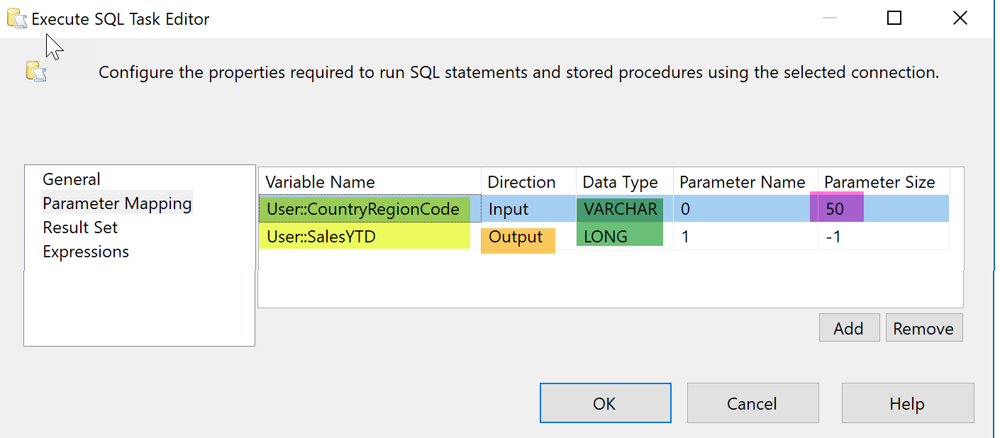 Execute SQL Task Editor
Configure the properties required to run SQL statements and stored procedures using the selected connection.
General
Parameter Mapping
Result Set
Expressions
Variable Name Direction Data Type Parameter Name Parameter Size
User::CountryRegionCode Input VARCHAR 0 50
User::SalesYTD Output LONG 1 -1
Add Remove
OK Cancel Help